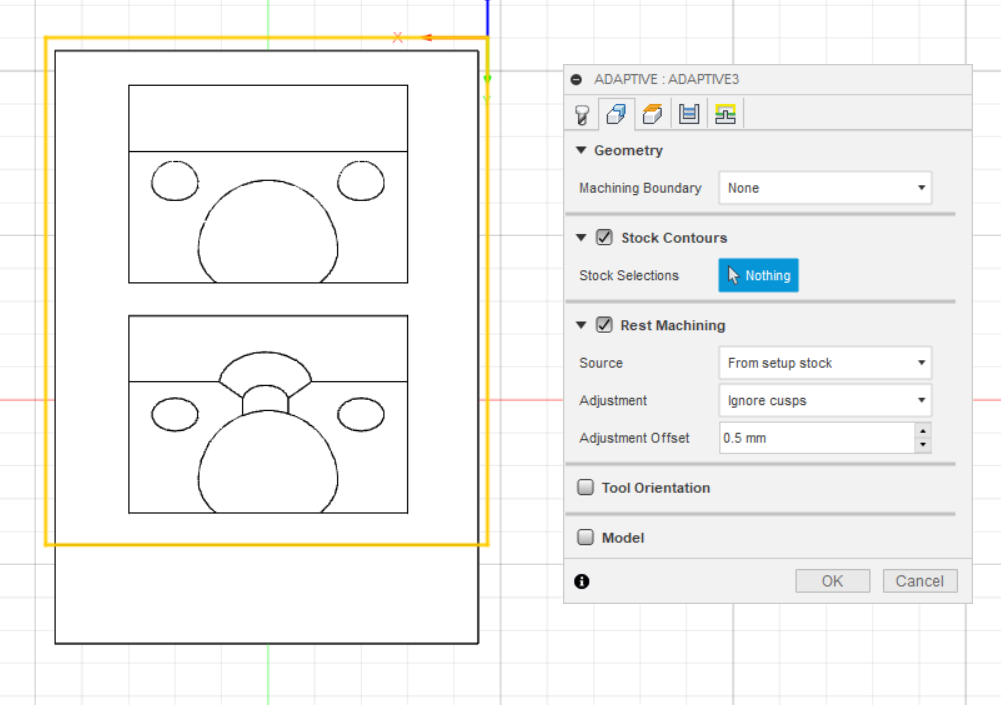 X
Y
ADAPTIVE : ADAPTIVE3
Geometry
Machining Boundary None
Stock Contours
Stock Selections Nothing
Rest Machining
Source From setup stock
Adjustment Ignore cusps
Adjustment Offset 0.5 mm
Tool Orientation
Model
OK Cancel